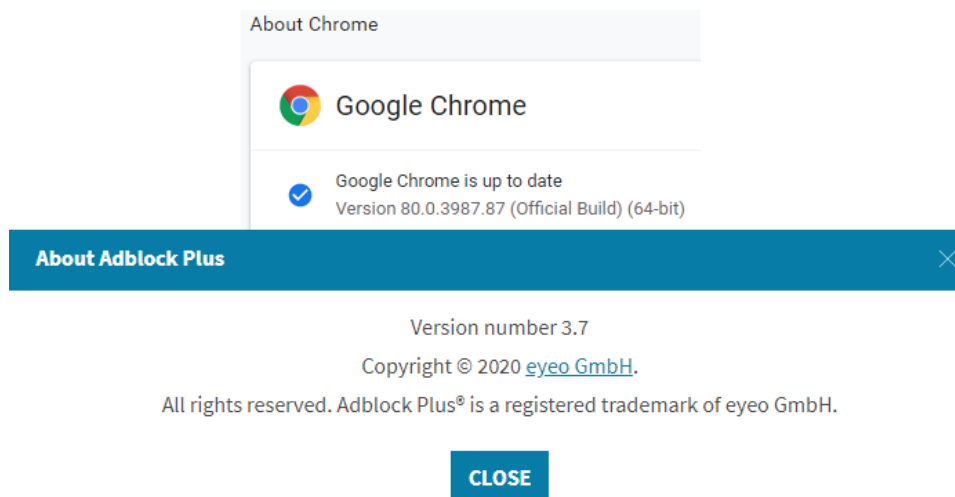 About Chrome
Google Chrome
Google Chrome is up to date
Version 80.0.3987.87 (Official Build) (64-bit)
About Adblock Plus
Version number 3.7
Copyright © 2020 eyeo GmbH.
All rights reserved. Adblock Plus® is a registered trademark of eyeo GmbH.
CLOSE